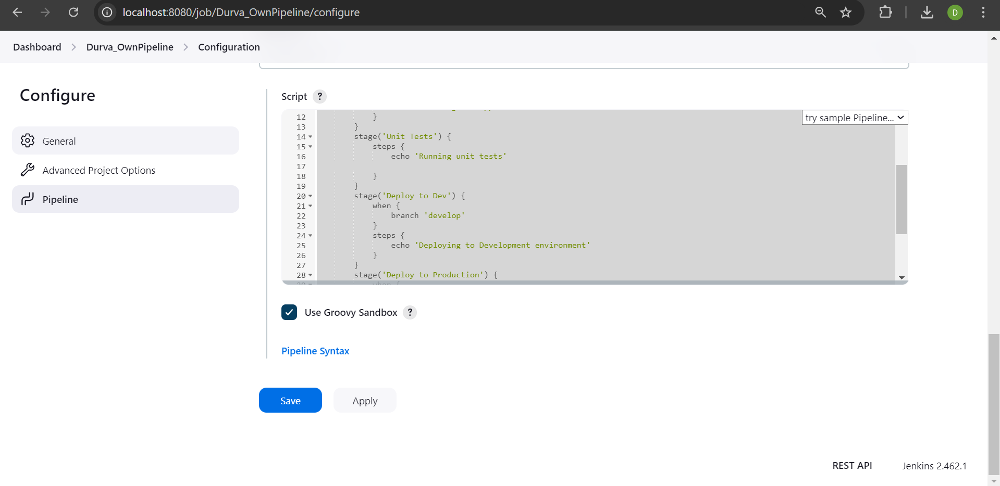 localhost:8080/job/Durva_OwnPipeline/configure
D
Dashboard > Durva_OwnPipeline > Configuration
Configure
General
Advanced Project Options
Pipeline
Script ?
try sample Pipeline...
12 }
13 }
14 stage('Unit Tests') {
15 steps {
16 echo 'Running unit tests'
17
18 }
19 }
20 stage('Deploy to Dev') {
21 when {
22 branch 'develop'
23 }
24 steps {
25 echo 'Deploying to Development environment'
26 }
27 }
28 stage('Deploy to Production') {
29 when {
Use Groovy Sandbox ?
Pipeline Syntax
Save
Apply
REST API
Jenkins 2.462.1